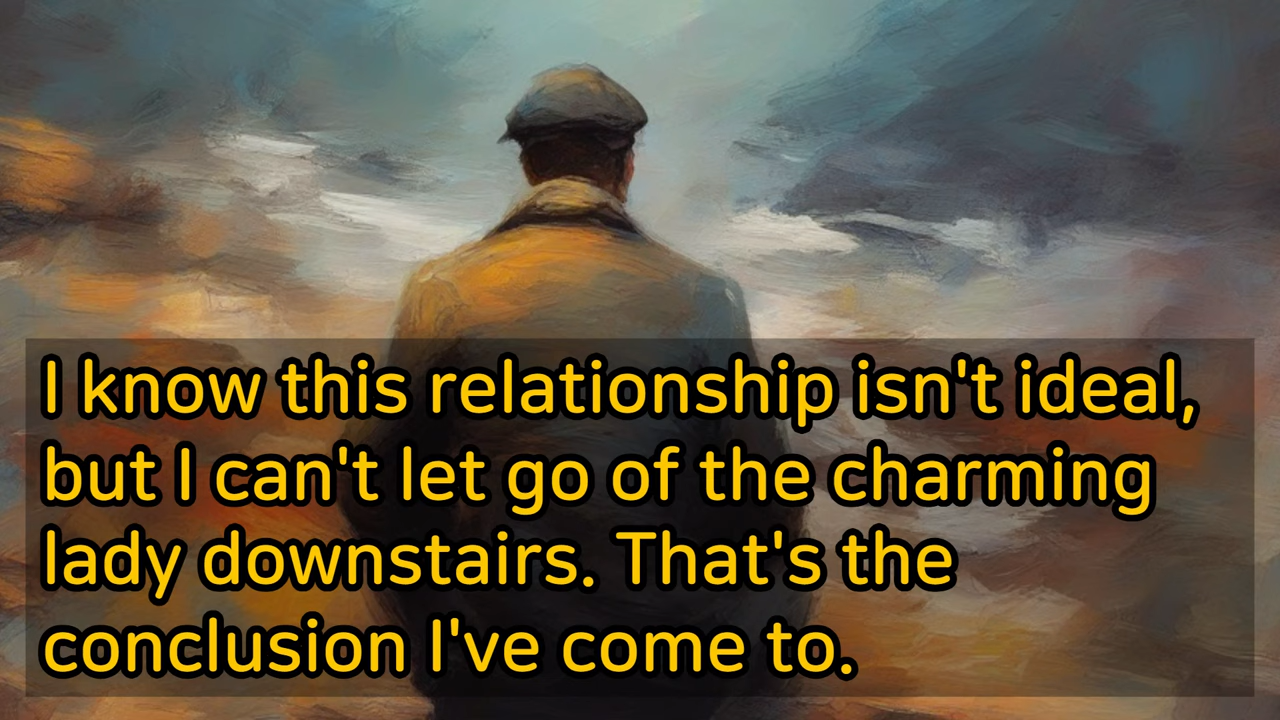 I know this relationship isn't ideal,
but I can't let go of the charming
lady downstairs. That's the
conclusion I've come to.